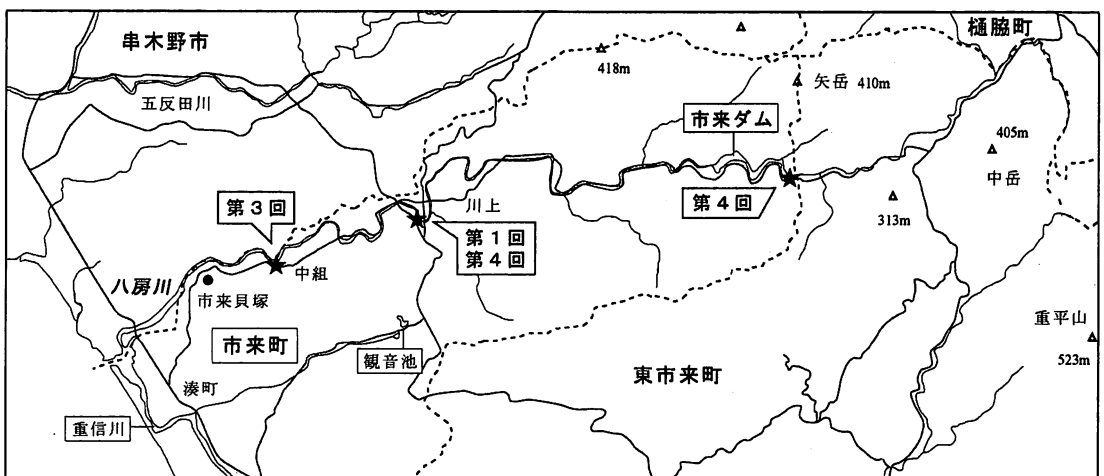 串木野市
樋脇町
418m
矢岳 410m
五反田川
市来ダム
405m
中岳
第4回
313m
川上
第3回
第1回
第4回
中組
八房川
市来貝塚
重平山
523m
市来町
観音池
東市来町
湊町
重信川